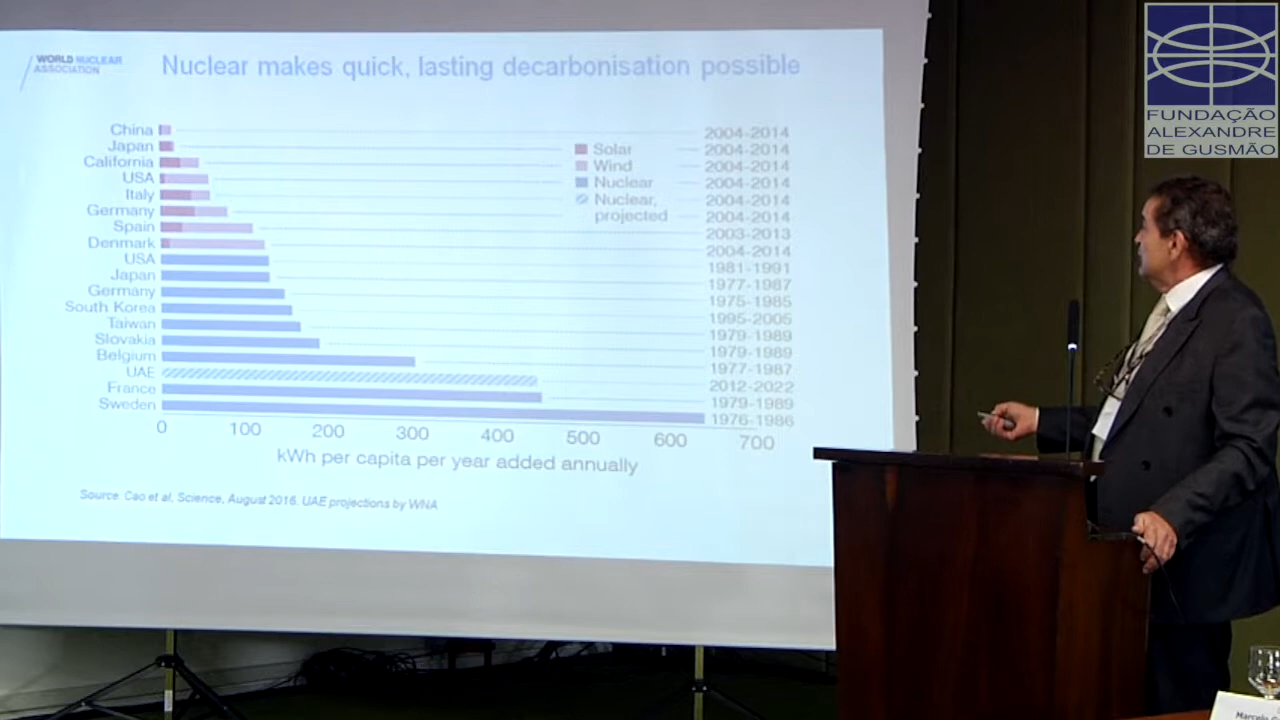 WORLD NUCLEAR
ASSOCIATION
Nuclear makes quick, lasting decarbonisation possible
China 2004-2014
Japan 2004-2014
California 2004-2014
USA 2004-2014
Italy 2004-2014
Germany 2004-2014
Spain 2003-2013
Denmark 2004-2014
USA 1981-1991
Japan 1977-1987
Germany 1975-1985
South Korea 1995-2005
Taiwan 1979-1989
Slovakia 1979-1989
Belgium 1977-1987
UAE 2012-2022
France 1979-1989
Sweden 1976-1986
Solar
Wind
Nuclear
Nuclear,
projected
0 100 200 300 400 500 600 700
kWh per capita per year added annually
Source: Cao et al, Science, August 2016. UAE projections by WNA
FUNDAÇÃO
ALEXANDRE
DE GUSMÃO